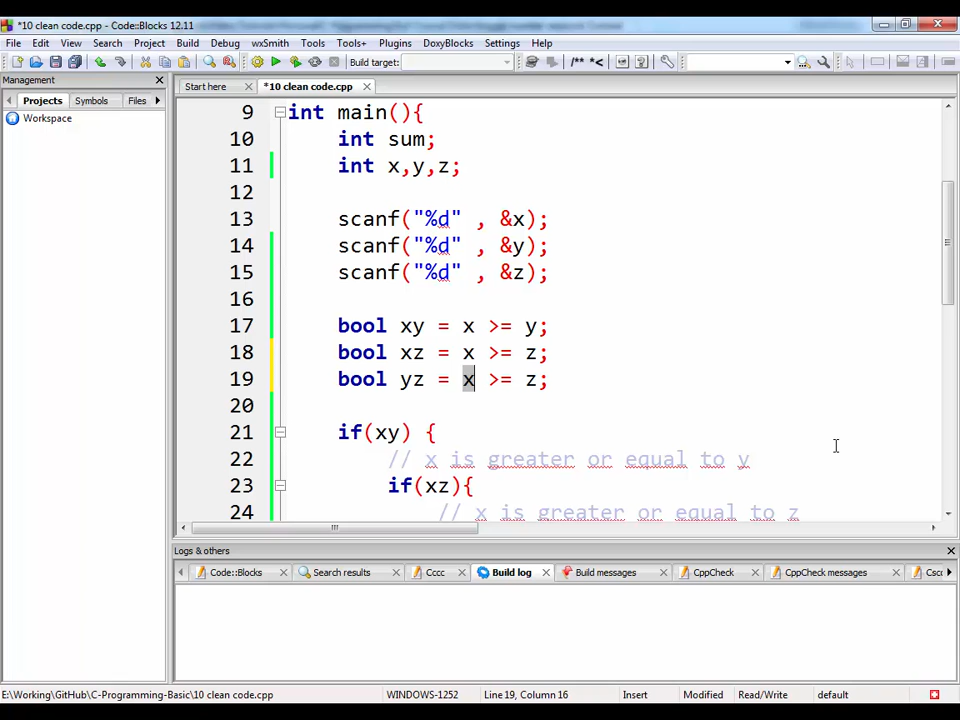 *10 clean code.cpp - Code::Blocks 12.11
File Edit View Search Project Build Debug wxSmith Tools Tools+ Plugins DoxyBlocks Settings Help
Build target:
/** *<
Management
Start here *10 clean code.cpp
Projects Symbols Files
Workspace
9 int main(){
10 int sum;
11 int x,y,z;
12
13 scanf("%d" , &x);
14 scanf("%d" , &y);
15 scanf("%d" , &z);
16
17 bool xy = x >= y;
18 bool xz = x >= z;
19 bool yz = x >= z;
20
21 if(xy) {
22 // x is greater or equal to y
23 if(xz){
24 // x is greater or equal to z
Logs & others
Code::Blocks Search results Cccc Build log Build messages CppCheck CppCheck messages Csco
E:\Working\GitHub\C-Programming-Basic\10 clean code.cpp WINDOWS-1252 Line 19, Column 16 Insert Modified Read/Write default